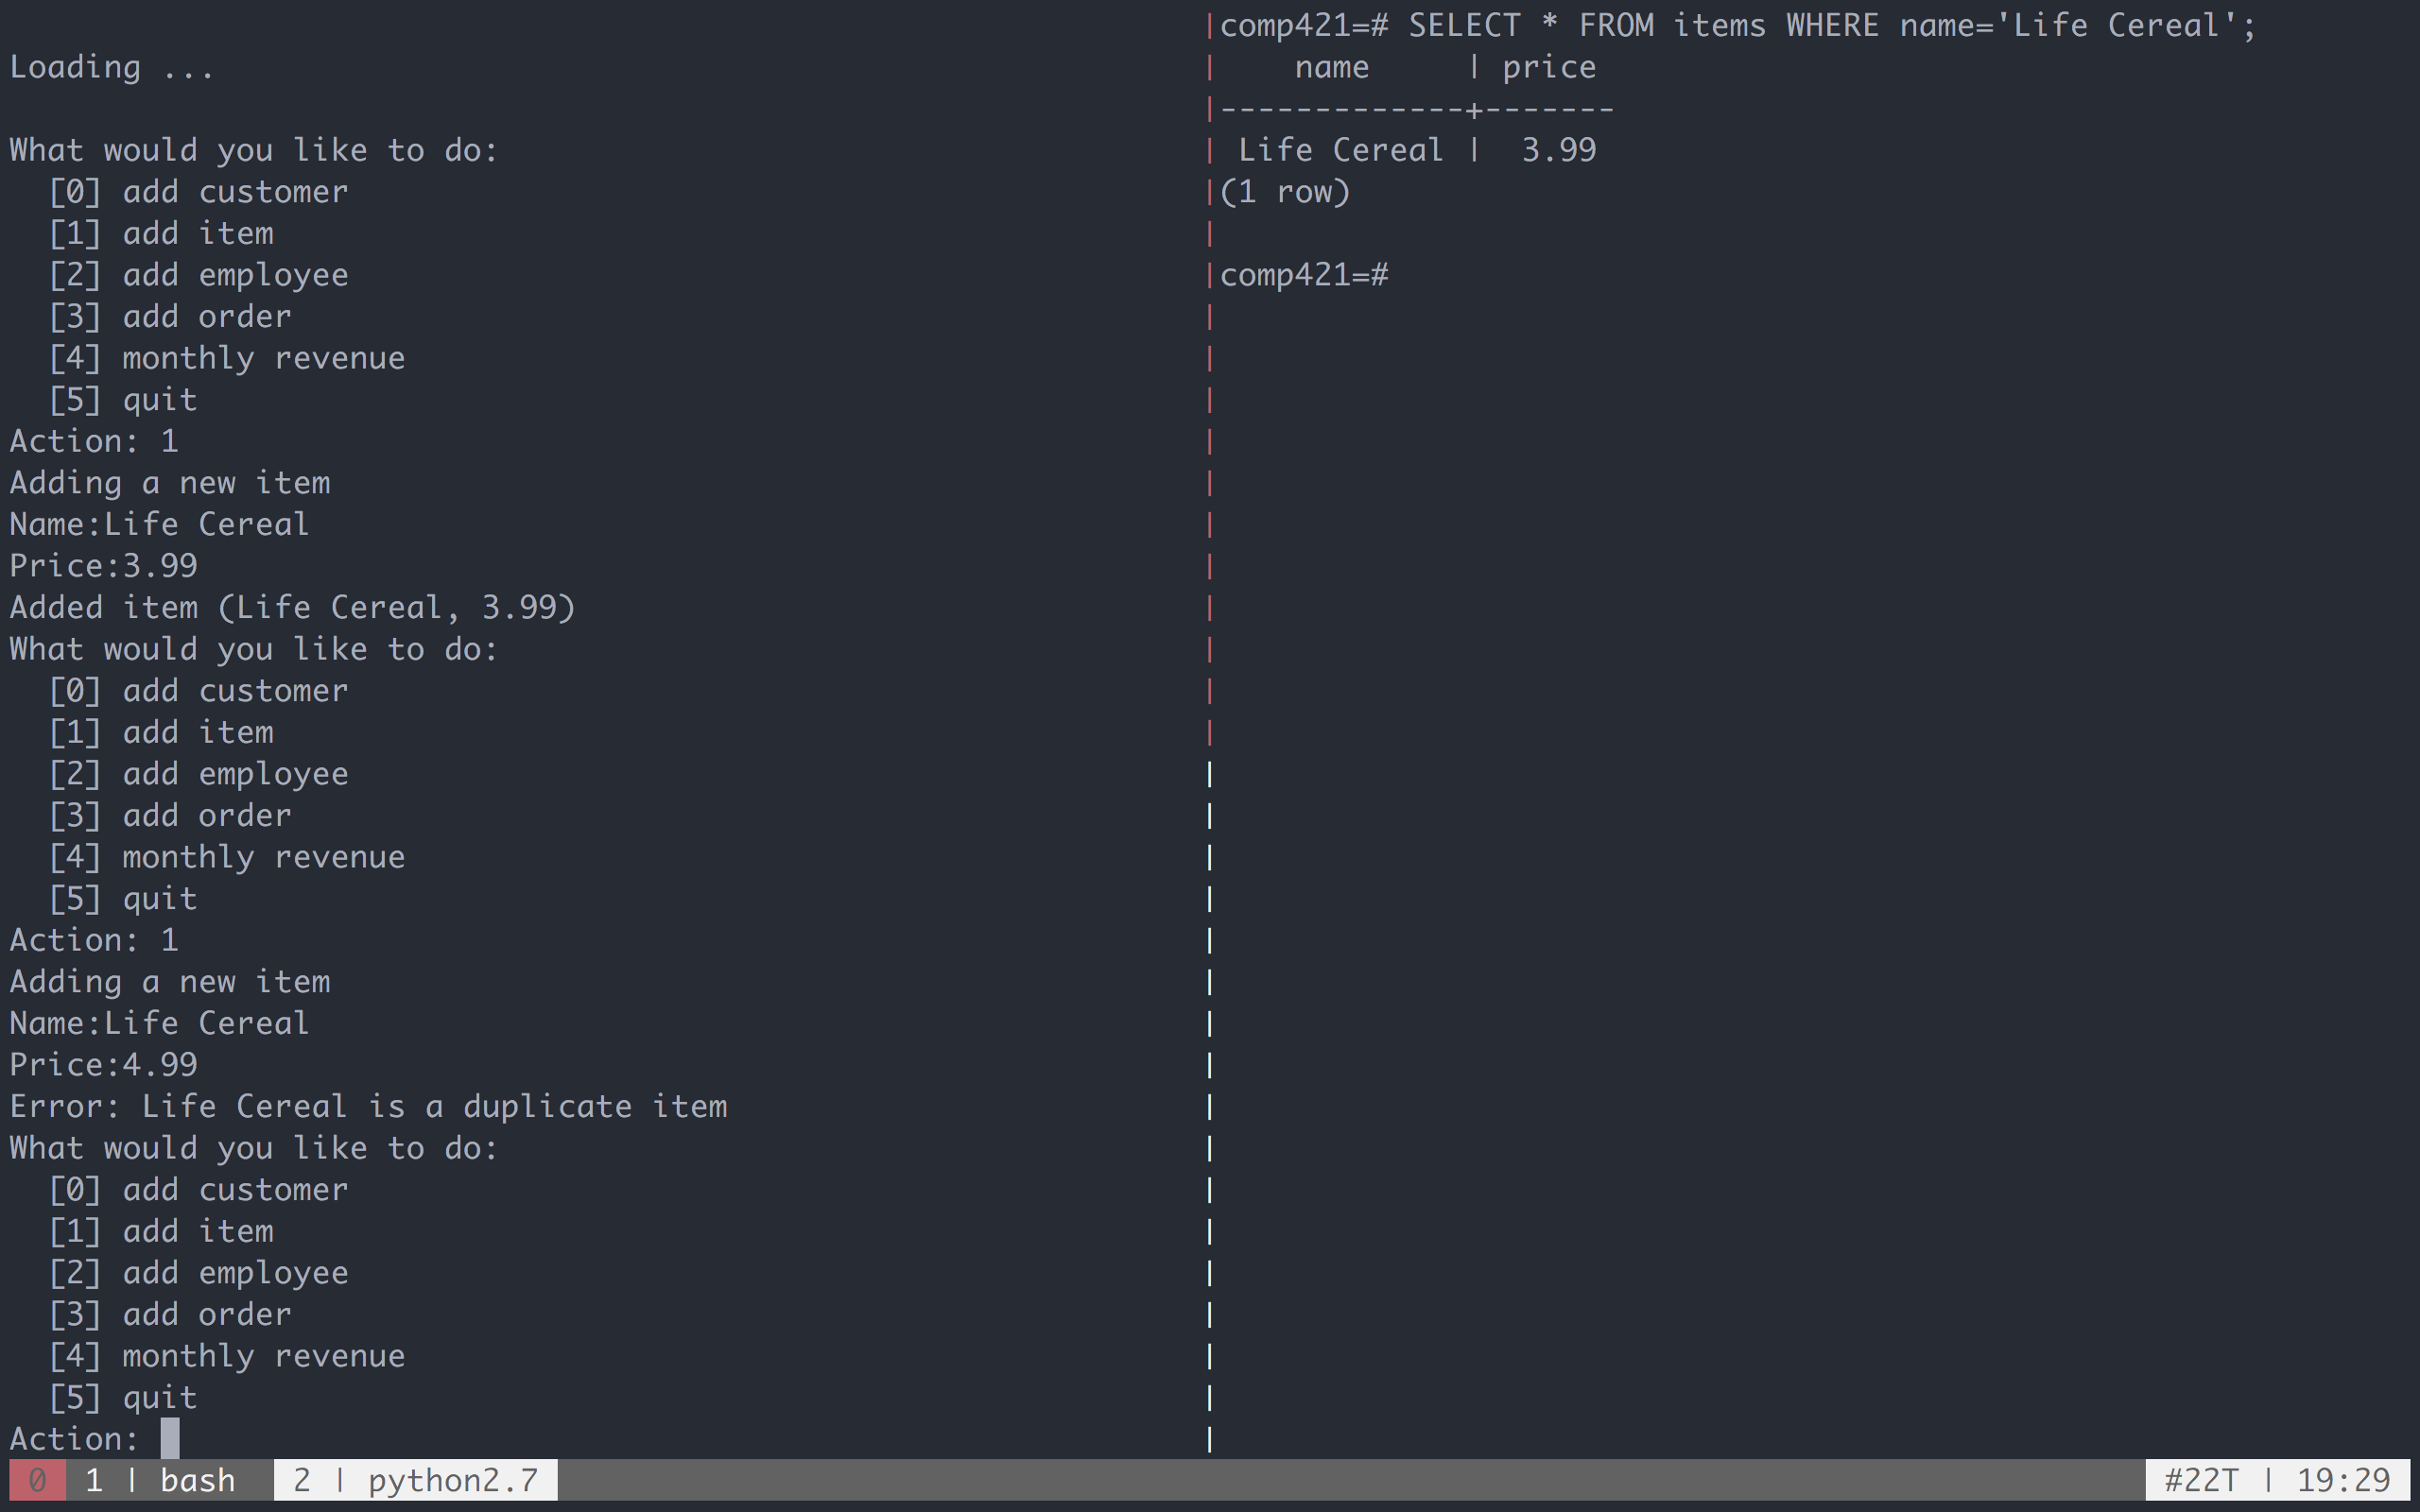 Loading ...
What would you like to do:
[0] add customer
[1] add item
[2] add employee
[3] add order
[4] monthly revenue
[5] quit
Action: 1
Adding a new item
Name:Life Cereal
Price:3.99
Added item (Life Cereal, 3.99)
What would you like to do:
[0] add customer
[1] add item
[2] add employee
[3] add order
[4] monthly revenue
[5] quit
Action: 1
Adding a new item
Name:Life Cereal
Price:4.99
Error: Life Cereal is a duplicate item
What would you like to do:
[0] add customer
[1] add item
[2] add employee
[3] add order
[4] monthly revenue
[5] quit
Action:
comp421=# SELECT * FROM items WHERE name='Life Cereal';
name | price
-------------+-------
Life Cereal | 3.99
(1 row)
comp421=#
0 1 | bash 2 | python2.7 #22T | 19:29